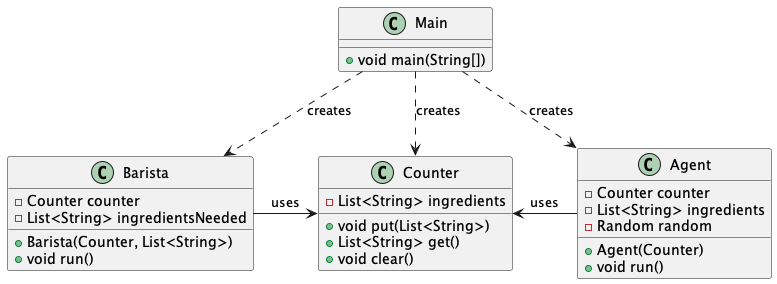 C Main
void main(String[])
creates
creates
creates
C Barista
Counter counter
List<String> ingredientsNeeded
Barista(Counter, List<String>)
void run()
uses
C Counter
List<String> ingredients
void put(List<String>)
List<String> get()
void clear()
uses
C Agent
Counter counter
List<String> ingredients
Random random
Agent(Counter)
void run()